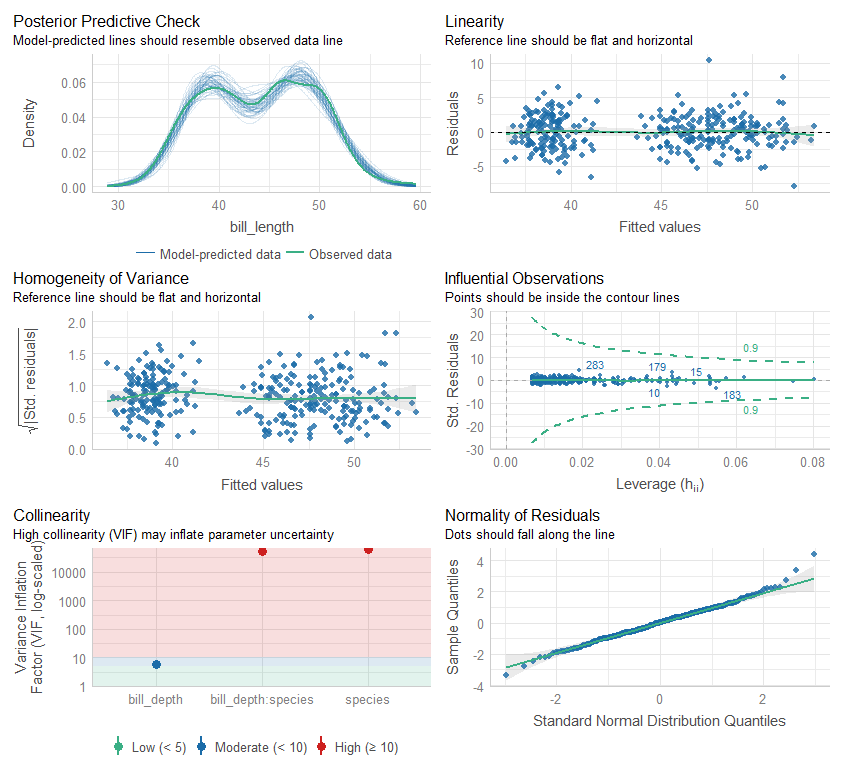 Posterior Predictive Check
Model-predicted lines should resemble observed data line
Density
0.06
0.04
0.02
0.00
30
40
50
60
bill_length
Model-predicted data
Observed data
Linearity
Reference line should be flat and horizontal
Residuals
10
5
0
-5
40
45
50
Fitted values
Homogeneity of Variance
Reference line should be flat and horizontal
√|Std. residuals|
2.0
1.5
1.0
0.5
0.0
40
45
50
Fitted values
Influential Observations
Points should be inside the contour lines
Std. Residuals
30
20
10
0
-10
-20
-30
0.9
283
179
15
10
183
0.9
0.00
0.02
0.04
0.06
0.08
Leverage (hii)
Collinearity
High collinearity (VIF) may inflate parameter uncertainty
Variance Inflation
Factor (VIF, log-scaled)
10000
1000
100
10
1
bill_depth
bill_depth:species
species
Low (< 5)
Moderate (< 10)
High (≥ 10)
Normality of Residuals
Dots should fall along the line
Sample Quantiles
4
2
0
-2
-4
-2
0
2
Standard Normal Distribution Quantiles